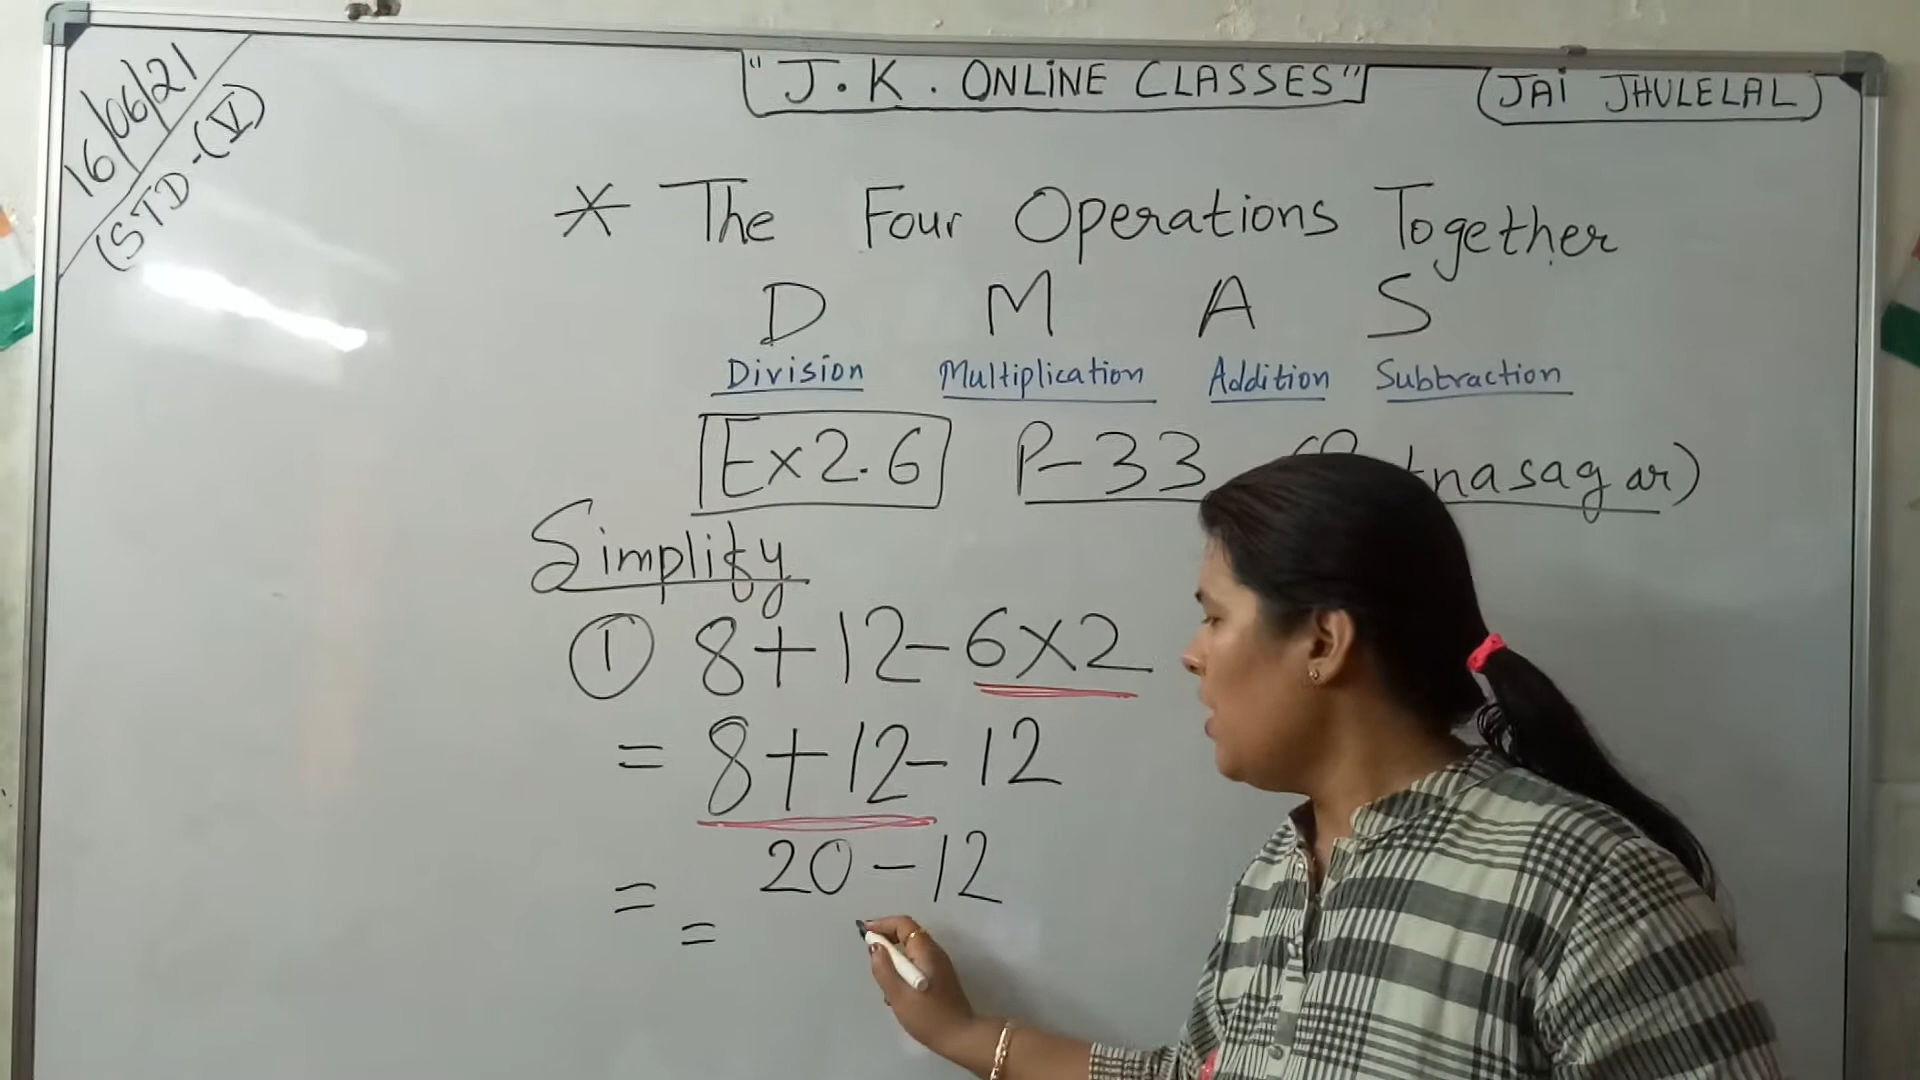 16/06/21
(STD-(V)
"J.K. ONLINE CLASSES"
(JAI JHULELAL)
* The Four Operations Together
D M A S
Division Multiplication Addition Subtraction
Ex2.6 P-33
Simplify
① 8+12-6×2
= 8+12-12
= 20-12
=